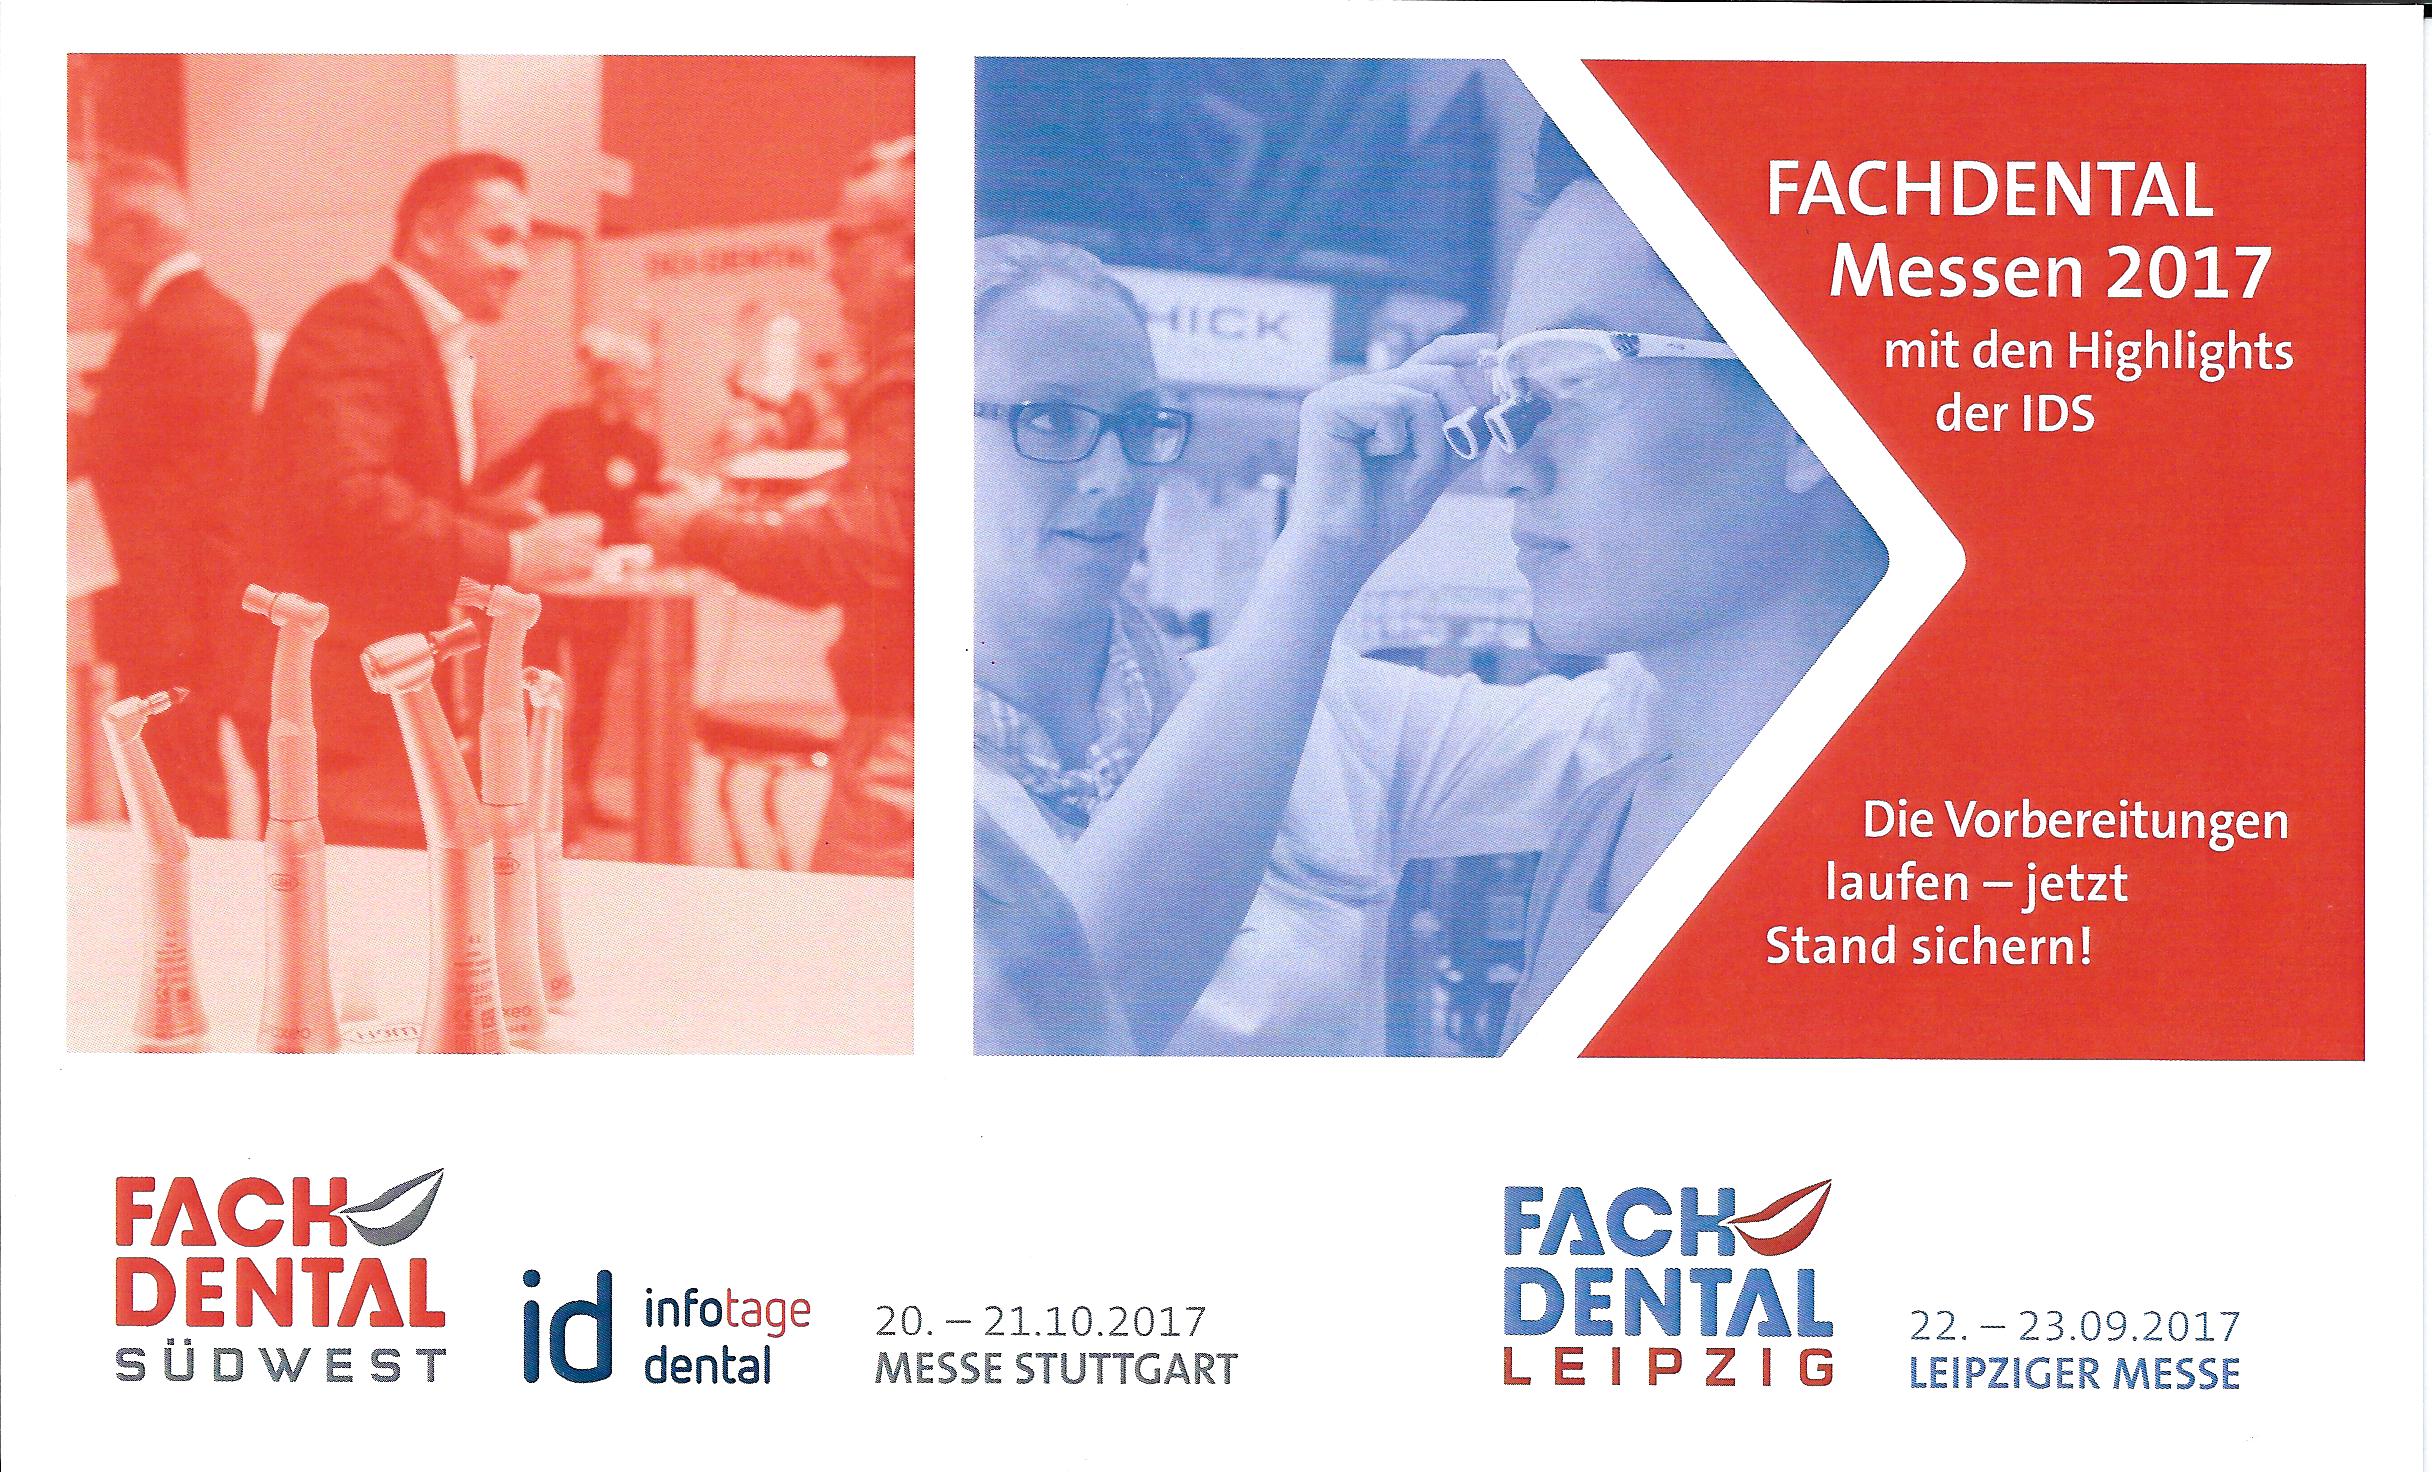 FACHDENTAL
Messen 2017
mit den Highlights
der IDS
HICK
Die Vorbereitungen
laufen – jetzt
Stand sichern!
FACH
DENTAL
SÜDWEST
id
infotage
dental
20. – 21.10.2017
MESSE STUTTGART
FACH
DENTAL
LEIPZIG
22. – 23.09.2017
LEIPZIGER MESSE